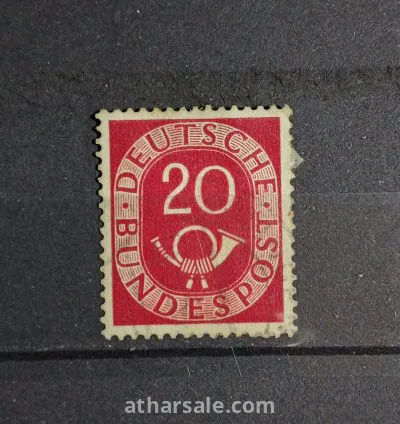 DEUTSCHE
20
BUNDESPOST
atharsale.com